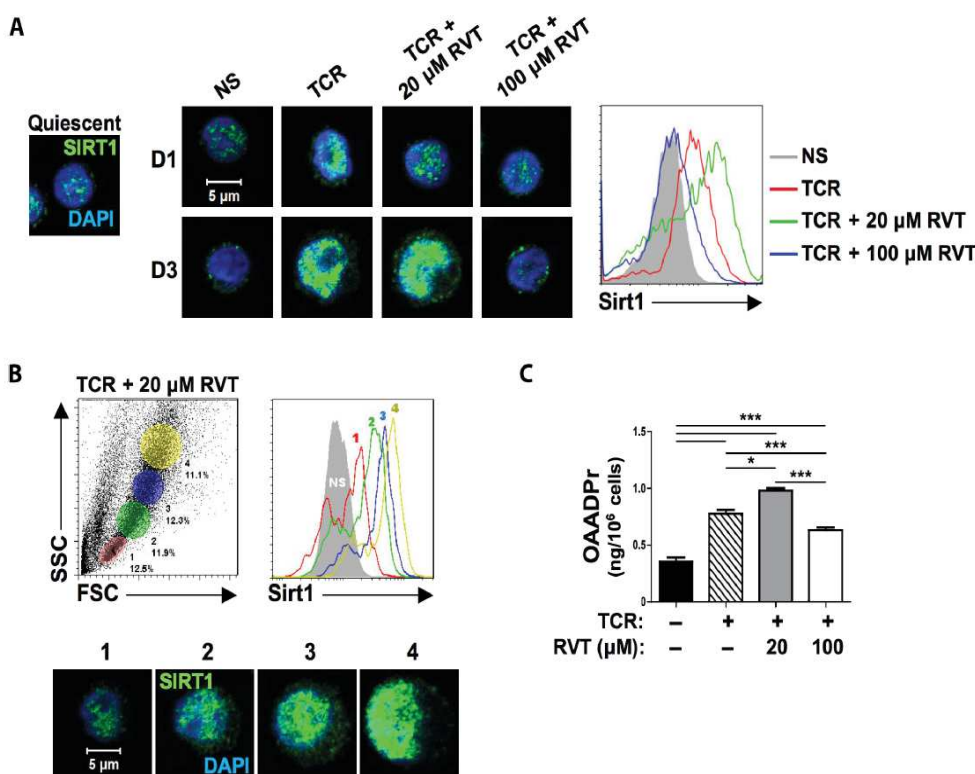 A
NS
TCR
TCR +
20 µM RVT
TCR +
100 µM RVT
Quiescent
SIRT1
DAPI
D1
5 µm
D3
Sirt1
NS
TCR
TCR + 20 µM RVT
TCR + 100 µM RVT
B
TCR + 20 µM RVT
SSC
FSC
4
11.1%
3
12.3%
2
11.9%
1
12.5%
NS
1
2
3
4
Sirt1
1
2
3
4
SIRT1
DAPI
5 µm
C
OAADPr
(ng/10⁶ cells)
1.5
1.0
0.5
0.0
***
***
*
***
TCR: – + + +
RVT (µM): – – 20 100